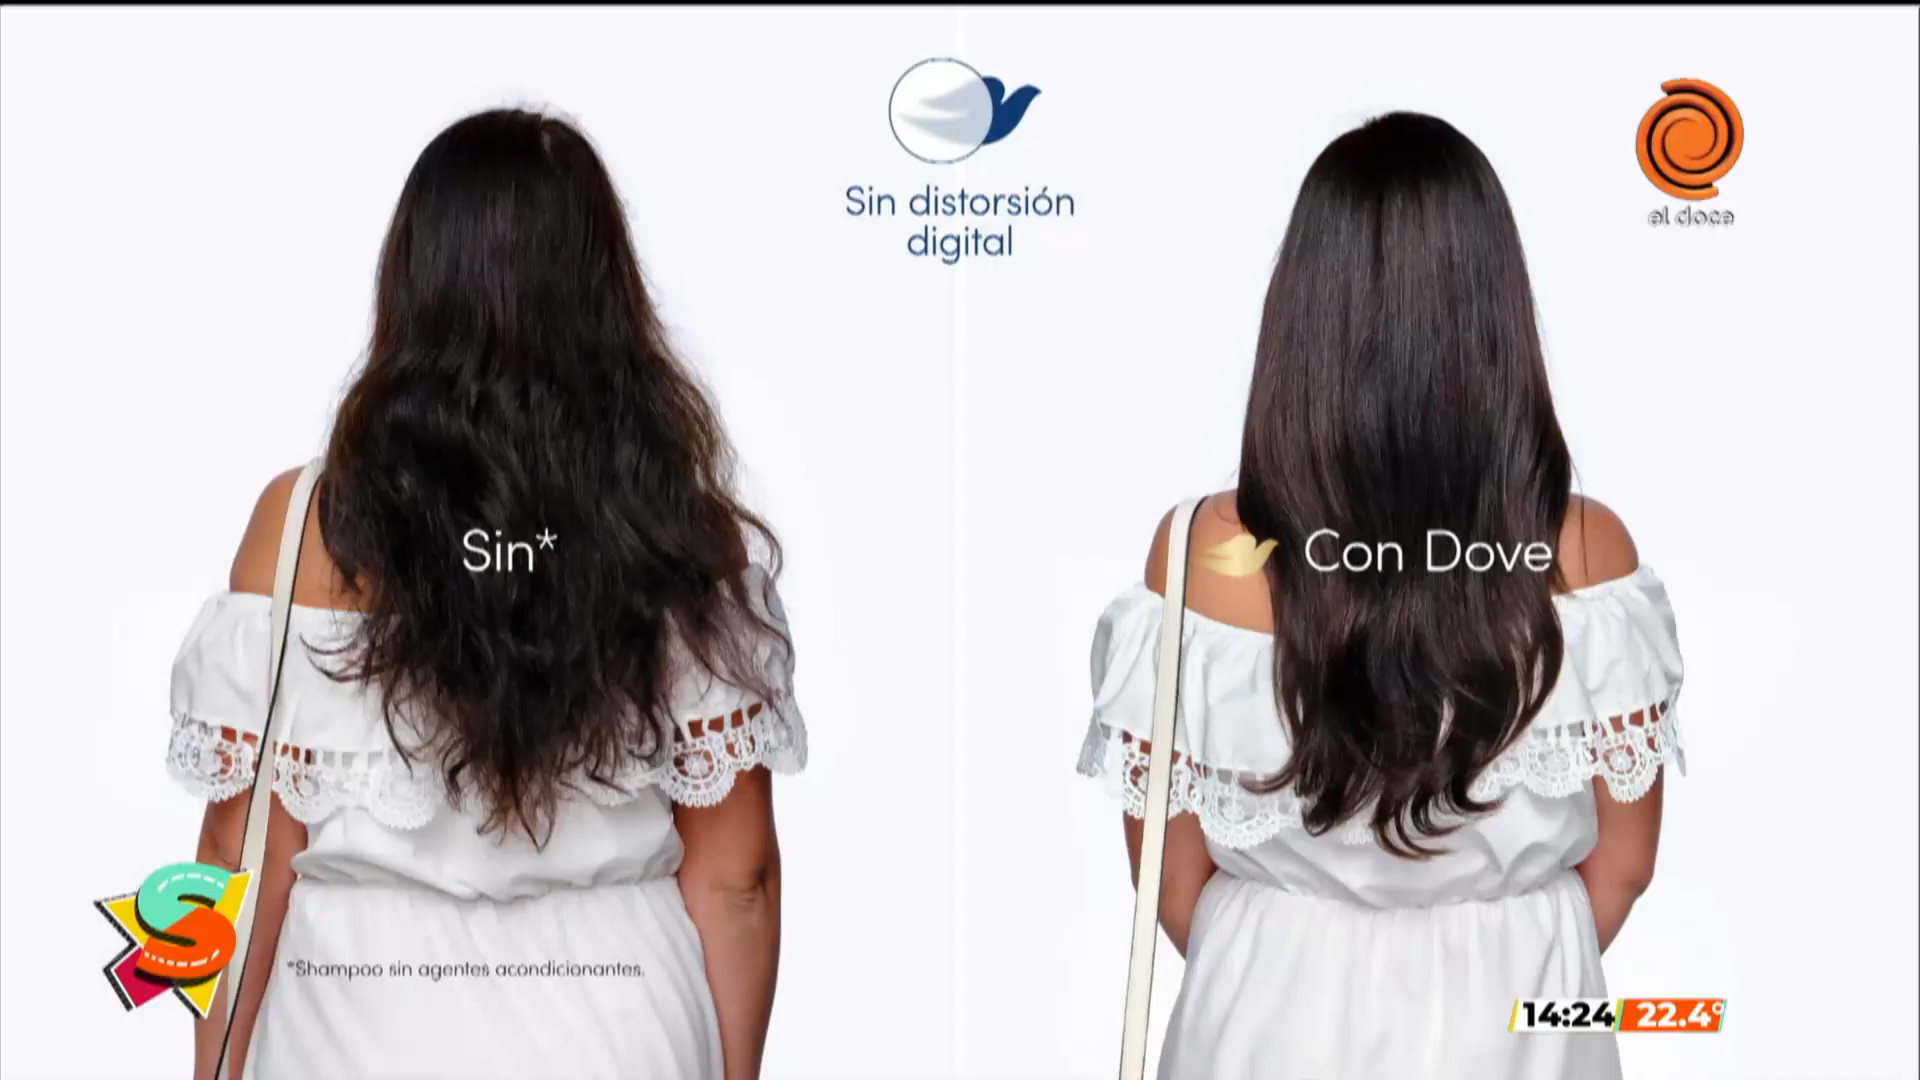 Sin distorsión
digital
el doce
Sin*
Con Dove
S
*Shampoo sin agentes acondicionantes.
14:24 22.4°